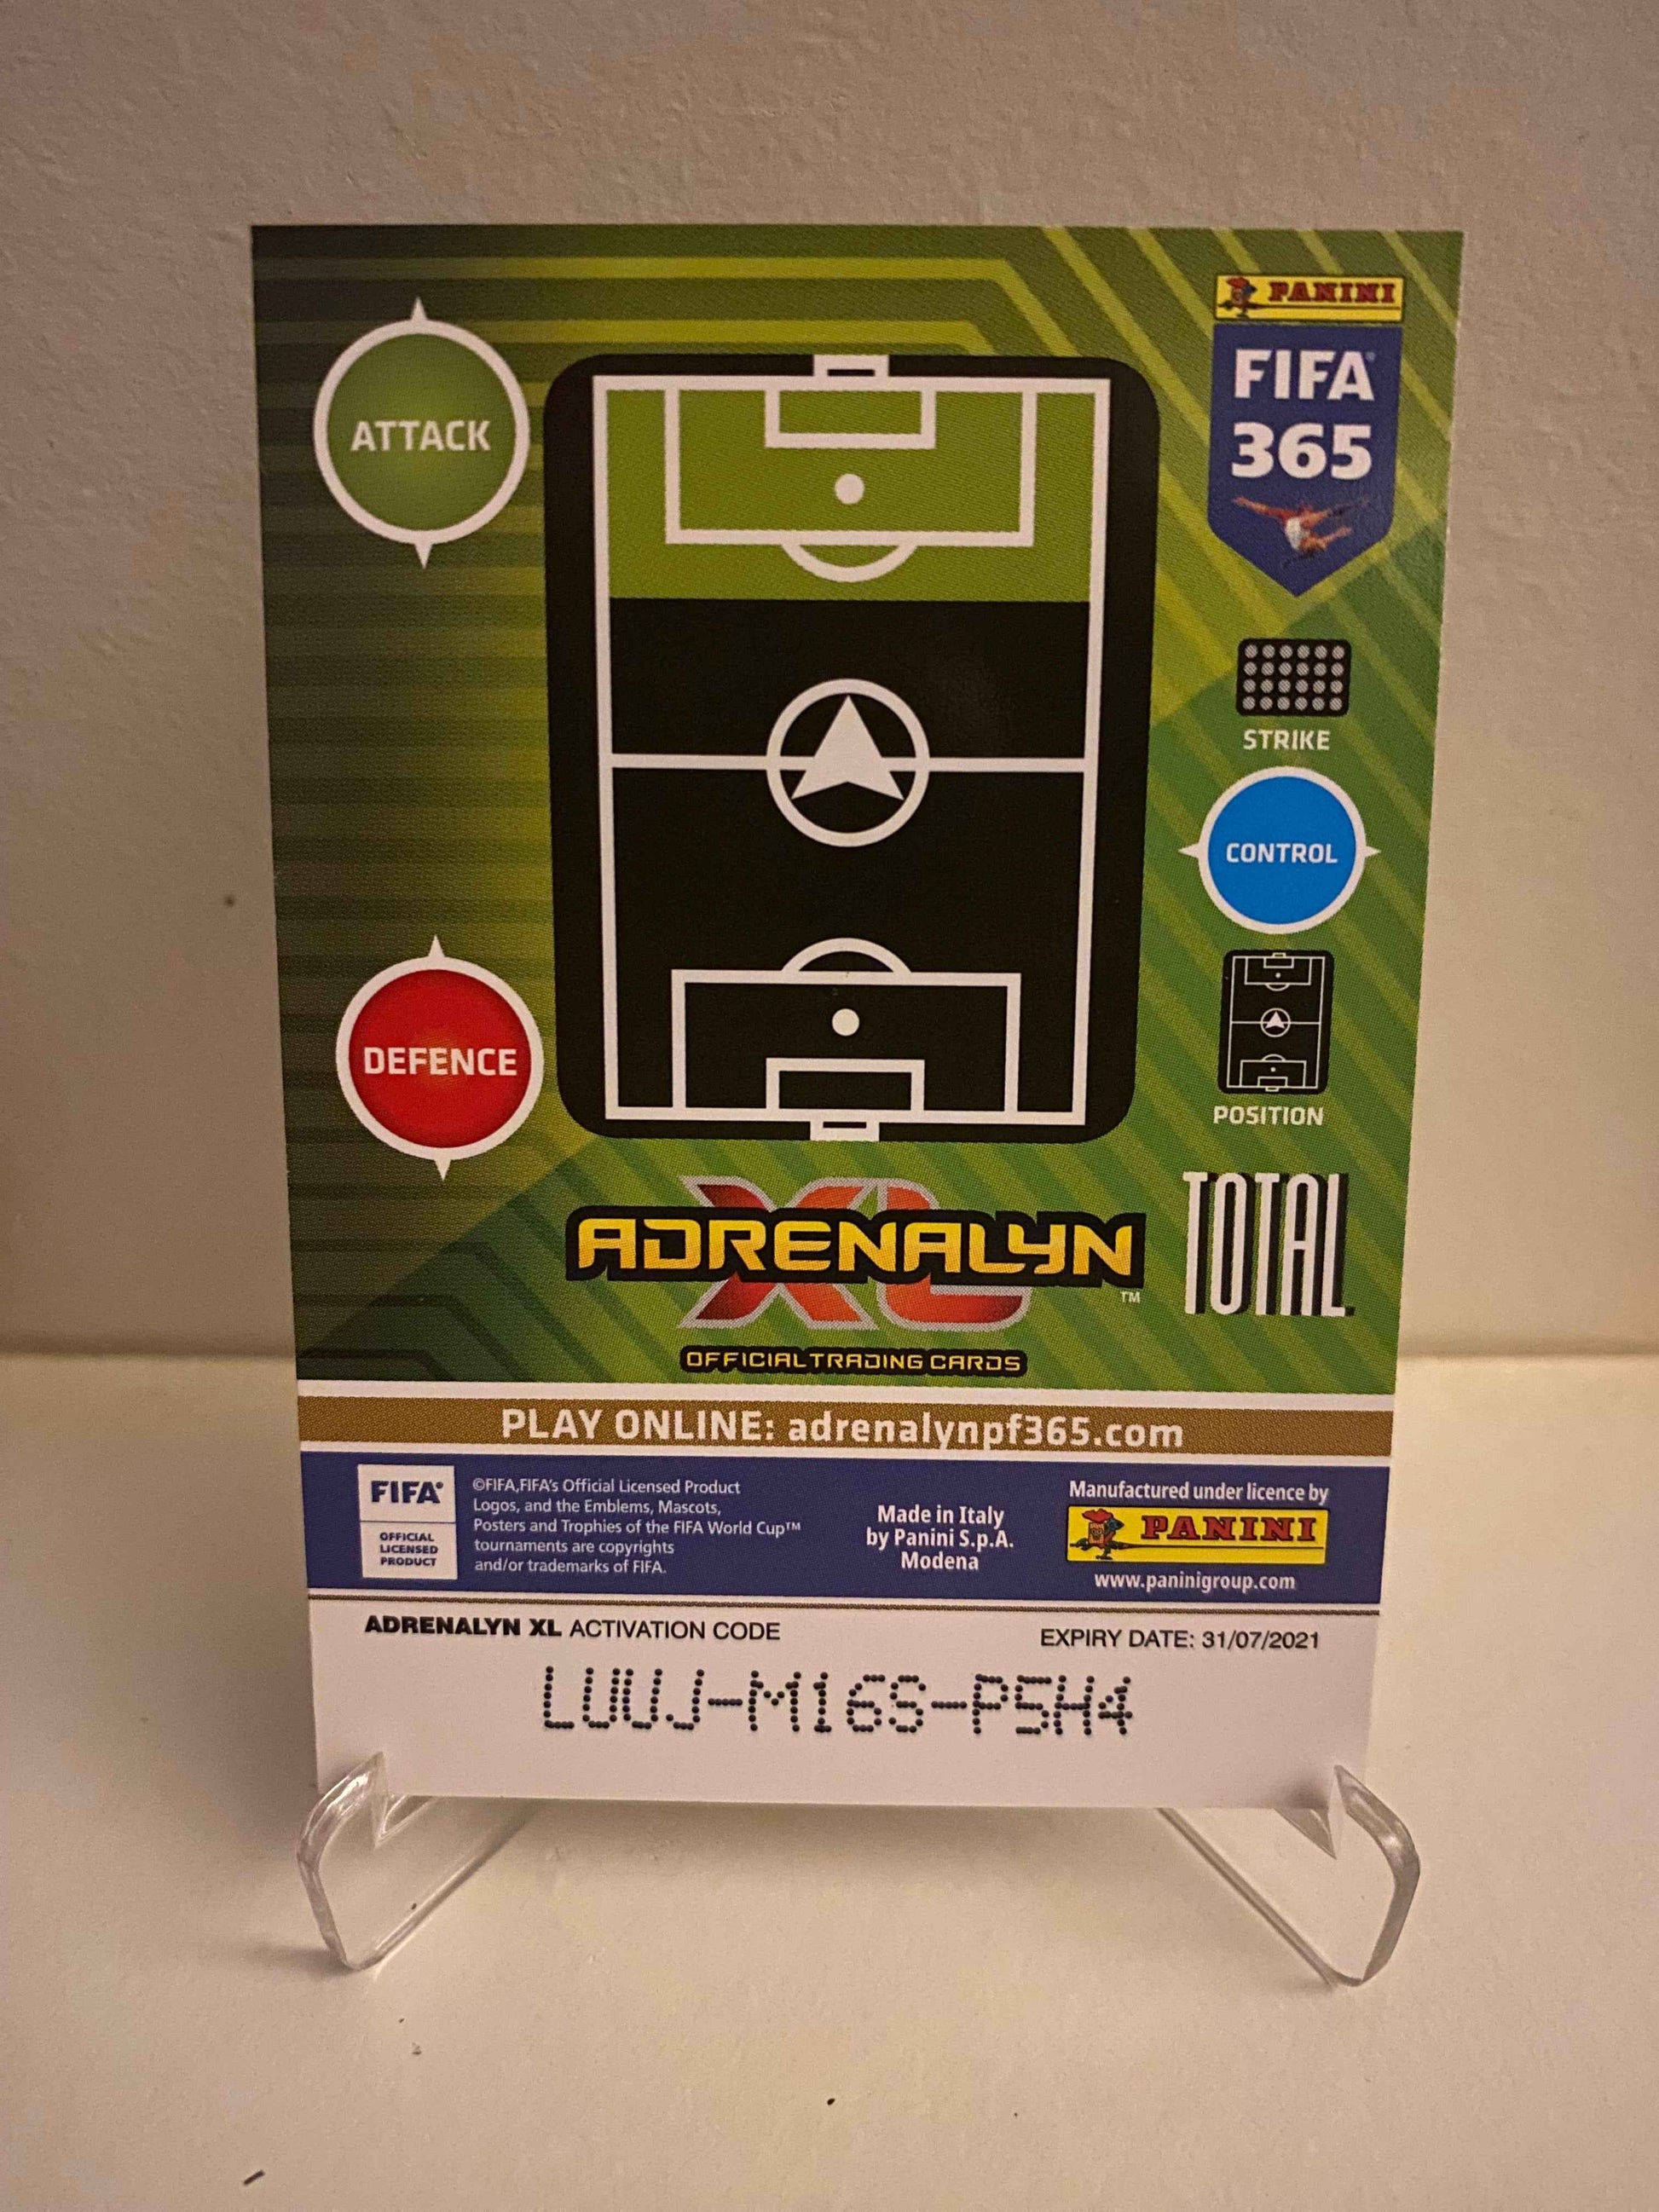 PANINI
FIFA®
365
ATTACK
STRIKE
CONTROL
DEFENCE
POSITION
TOTAL
ADRENALYN
XL™
OFFICIAL TRADING CARDS
PLAY ONLINE: adrenalynpf365.com
FIFA®
OFFICIAL
LICENSED
PRODUCT
©FIFA,FIFA's Official Licensed Product
Logos, and the Emblems, Mascots,
Posters and Trophies of the FIFA World Cup™
tournaments are copyrights
and/or trademarks of FIFA.
Made in Italy
by Panini S.p.A.
Modena
Manufactured under licence by
PANINI
www.paninigroup.com
ADRENALYN XL ACTIVATION CODE
EXPIRY DATE: 31/07/2021
LUUJ-M16S-P5H4